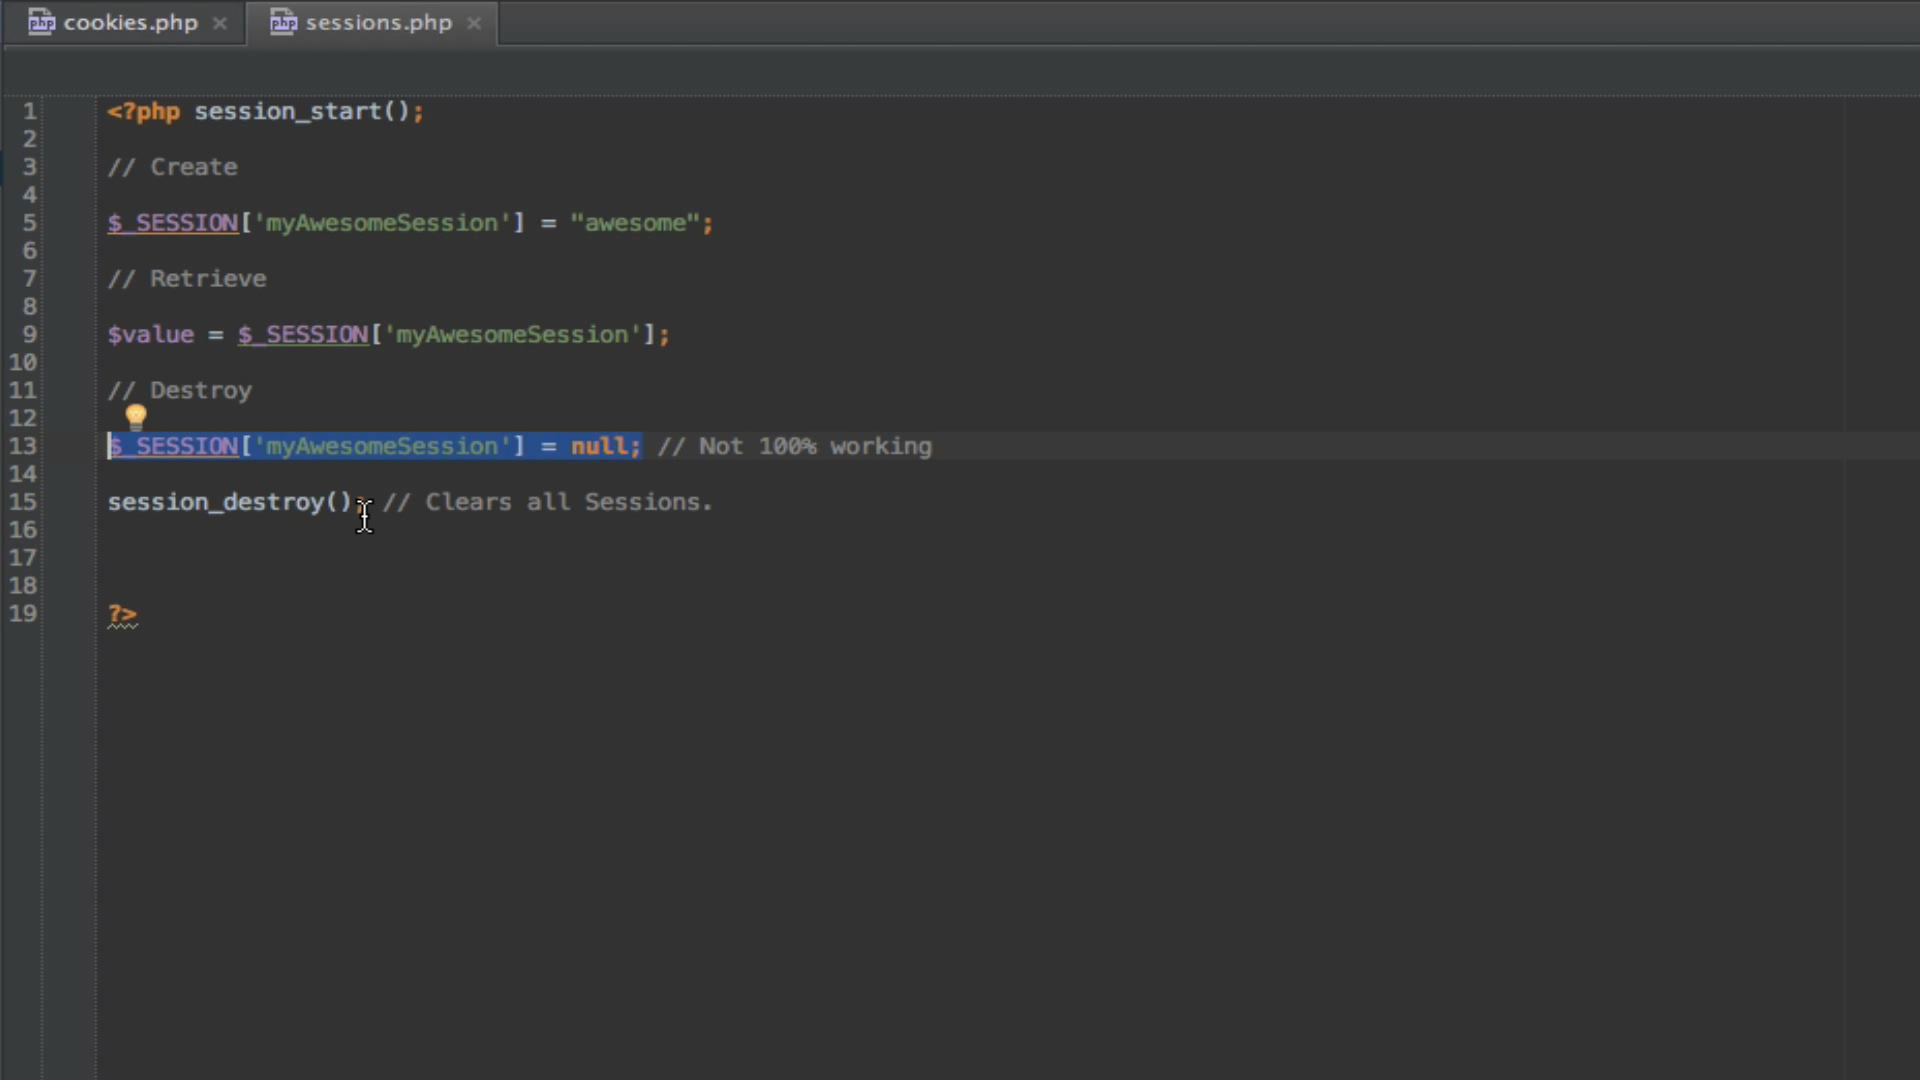 cookies.php
sessions.php
1 <?php session_start();
2
3 // Create
4
5 $_SESSION['myAwesomeSession'] = "awesome";
6
7 // Retrieve
8
9 $value = $_SESSION['myAwesomeSession'];
10
11 // Destroy
12
13 $_SESSION['myAwesomeSession'] = null; // Not 100% working
14
15 session_destroy(); // Clears all Sessions.
16
17
18
19 ?>